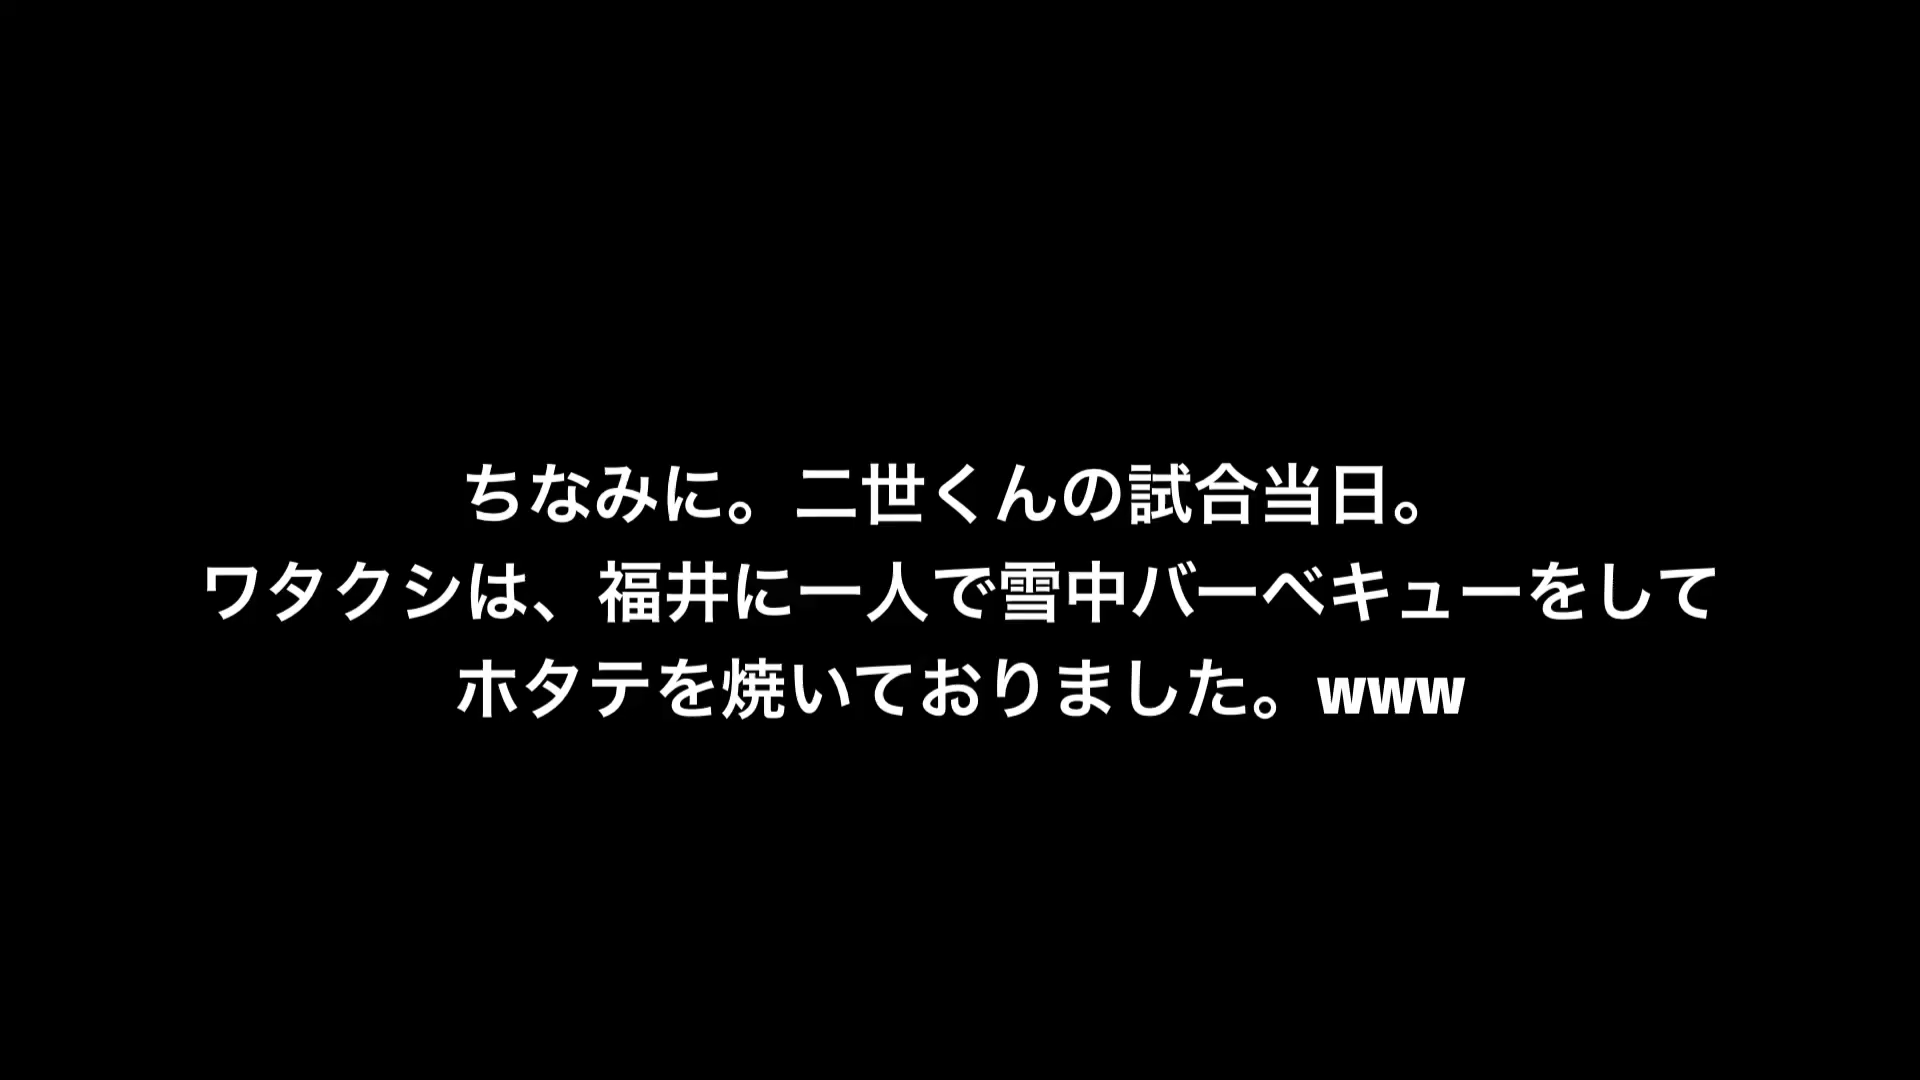 ちなみに。二世くんの試合当日。
ワタクシは、福井に一人で雪中バーベキューをして
ホタテを焼いておりました。www